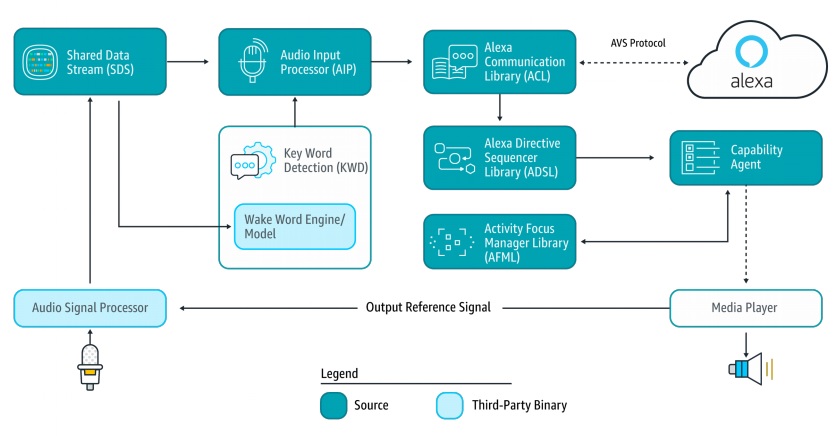 Shared Data
Stream (SDS)
Audio Input
Processor (AIP)
Alexa
Communication
Library (ACL)
AVS Protocol
alexa
Key Word
Detection (KWD)
Wake Word Engine/
Model
Alexa Directive
Sequencer
Library (ADSL)
Capability
Agent
Activity Focus
Manager Library
(AFML)
Audio Signal Processor
Output Reference Signal
Media Player
Legend
Source
Third-Party Binary